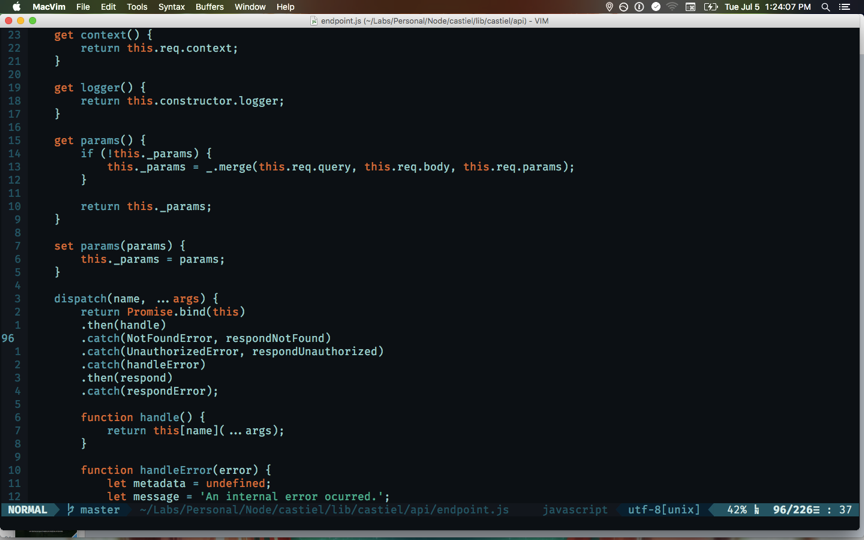 MacVim File Edit Tools Syntax Buffers Window Help Tue Jul 5 1:24:07 PM
endpoint.js (~/Labs/Personal/Node/castiel/lib/castiel/api) - VIM
23 get context() {
22 return this.req.context;
21 }
20
19 get logger() {
18 return this.constructor.logger;
17 }
16
15 get params() {
14 if (!this._params) {
13 this._params = _.merge(this.req.query, this.req.body, this.req.params);
12 }
11
10 return this._params;
9 }
8
7 set params(params) {
6 this._params = params;
5 }
4
3 dispatch(name, ...args) {
2 return Promise.bind(this)
1 .then(handle)
96 .catch(NotFoundError, respondNotFound)
1 .catch(UnauthorizedError, respondUnauthorized)
2 .catch(handleError)
3 .then(respond)
4 .catch(respondError);
5
6 function handle() {
7 return this[name](...args);
8 }
9
10 function handleError(error) {
11 let metadata = undefined;
12 let message = 'An internal error ocurred.';
NORMAL master ~/Labs/Personal/Node/castiel/lib/castiel/api/endpoint.js javascript utf-8[unix] 42% 96/226≡ : 37